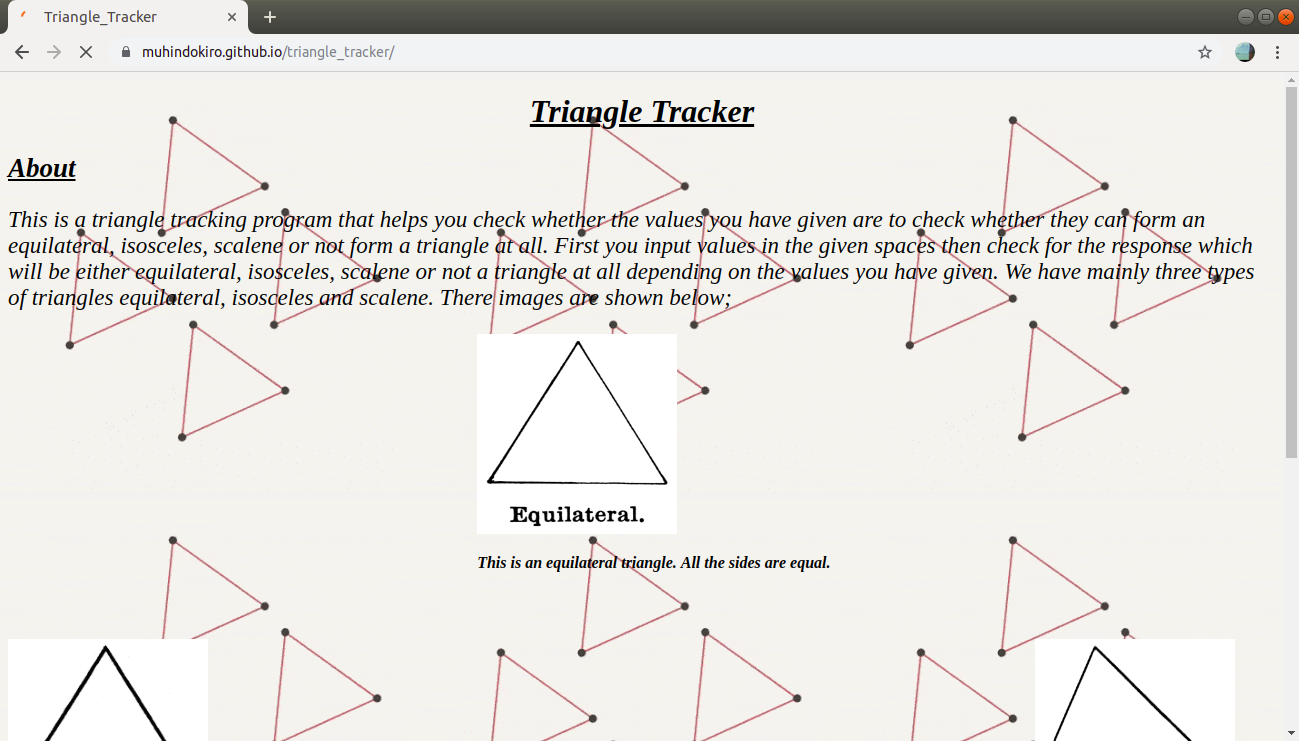 Triangle_Tracker
muhindokiro.github.io/triangle_tracker/
Triangle Tracker
About
This is a triangle tracking program that helps you check whether the values you have given are to check whether they can form an
equilateral, isosceles, scalene or not form a triangle at all. First you input values in the given spaces then check for the response which
will be either equilateral, isosceles, scalene or not a triangle at all depending on the values you have given. We have mainly three types
of triangles equilateral, isosceles and scalene. There images are shown below;
Equilateral.
This is an equilateral triangle. All the sides are equal.